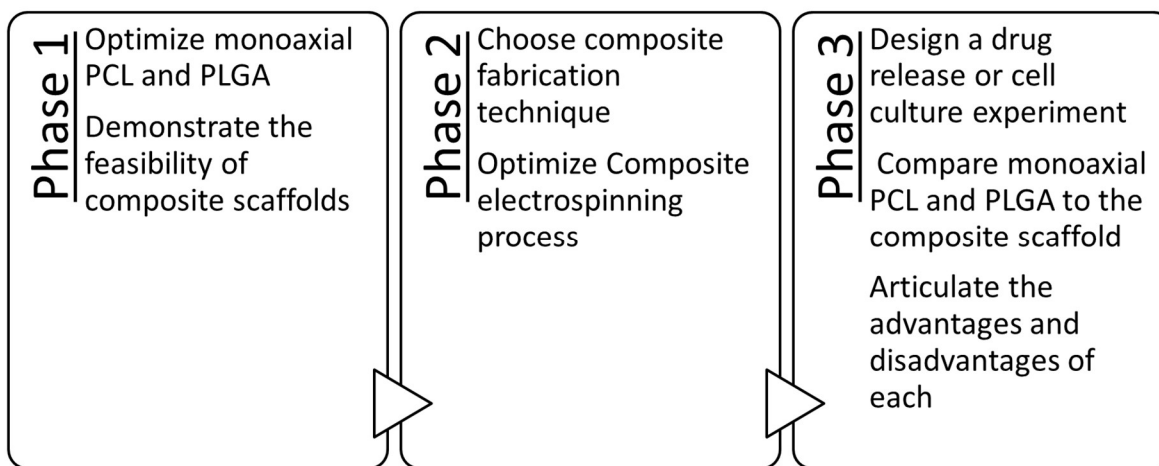 Phase 1
Optimize monoaxial
PCL and PLGA
Demonstrate the
feasibility of
composite scaffolds
Phase 2
Choose composite
fabrication
technique
Optimize Composite
electrospinning
process
Phase 3
Design a drug
release or cell
culture experiment
Compare monoaxial
PCL and PLGA to the
composite scaffold
Articulate the
advantages and
disadvantages of
each